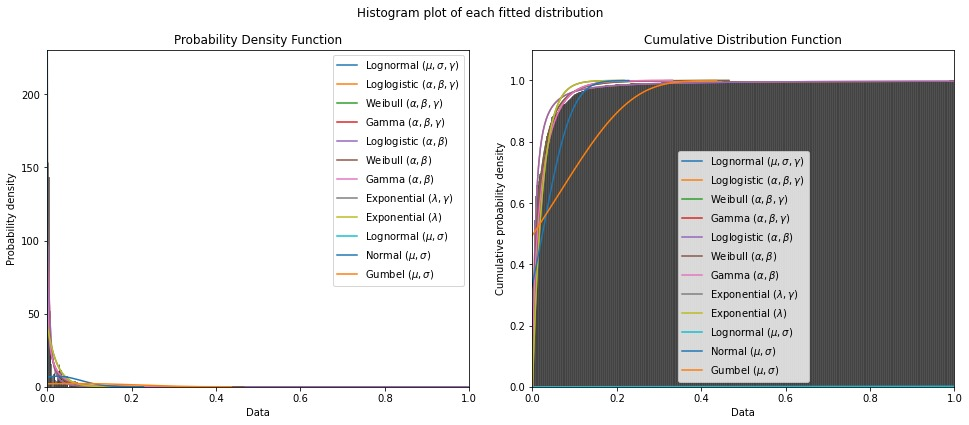 Histogram plot of each fitted distribution
Probability Density Function
Probability density
200
150
100
50
0
Lognormal (μ, σ, γ)
Loglogistic (α, β, γ)
Weibull (α, β, γ)
Gamma (α, β, γ)
Loglogistic (α, β)
Weibull (α, β)
Gamma (α, β)
Exponential (λ, γ)
Exponential (λ)
Lognormal (μ, σ)
Normal (μ, σ)
Gumbel (μ, σ)
0.0 0.2 0.4 0.6 0.8 1.0
Data
Cumulative Distribution Function
Cumulative probability density
1.0
0.8
0.6
0.4
0.2
0.0
Lognormal (μ, σ, γ)
Loglogistic (α, β, γ)
Weibull (α, β, γ)
Gamma (α, β, γ)
Loglogistic (α, β)
Weibull (α, β)
Gamma (α, β)
Exponential (λ, γ)
Exponential (λ)
Lognormal (μ, σ)
Normal (μ, σ)
Gumbel (μ, σ)
0.0 0.2 0.4 0.6 0.8 1.0
Data